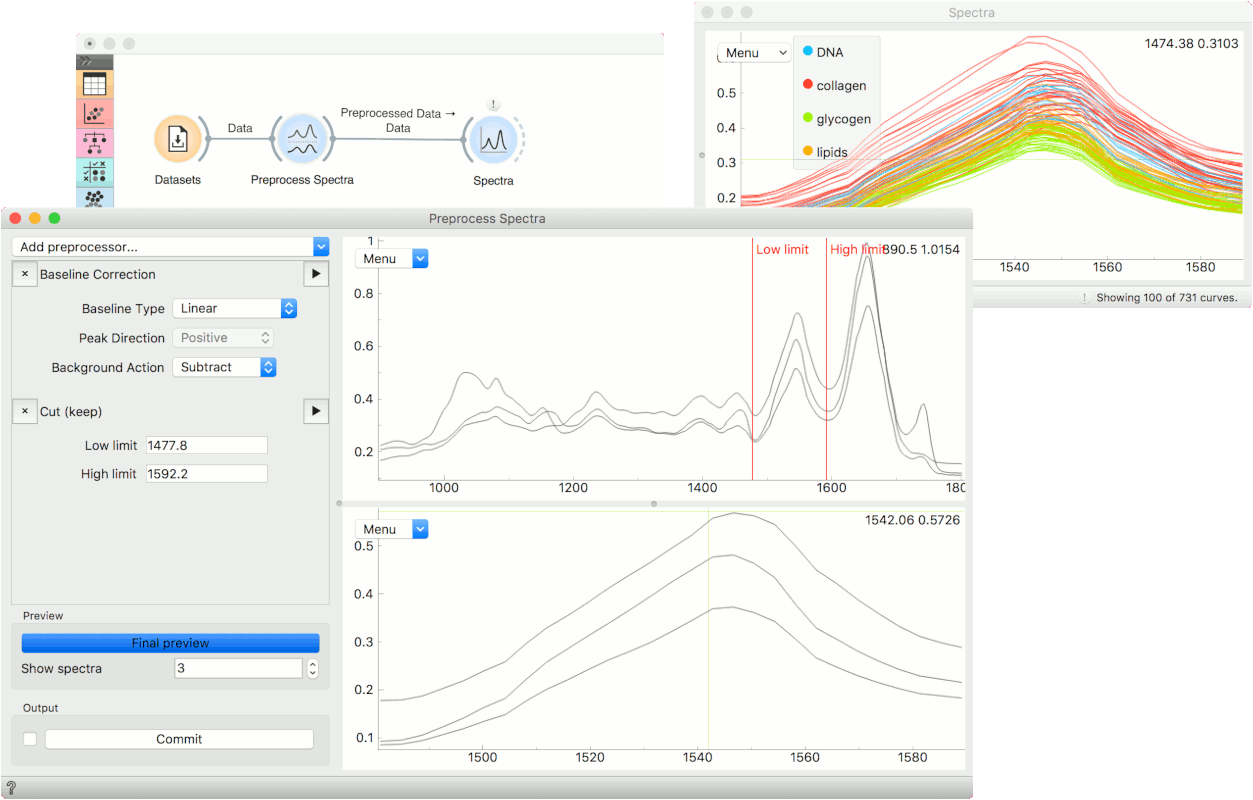 Spectra
Menu
1474.38 0.3103
DNA
collagen
glycogen
lipids
0.5
0.4
0.3
0.2
1540
1560
1580
! Showing 100 of 731 curves.
Data
Preprocessed Data →
Data
!
Datasets
Preprocess Spectra
Spectra
Preprocess Spectra
Add preprocessor...
× Baseline Correction
Baseline Type Linear
Peak Direction Positive
Background Action Subtract
× Cut (keep)
Low limit 1477.8
High limit 1592.2
Preview
Final preview
Show spectra 3
Output
Commit
?
Menu
Low limit
High limit
890.5 1.0154
1
0.8
0.6
0.4
0.2
1000
1200
1400
1600
180
Menu
1542.06 0.5726
0.5
0.4
0.3
0.2
0.1
1500
1520
1540
1560
1580